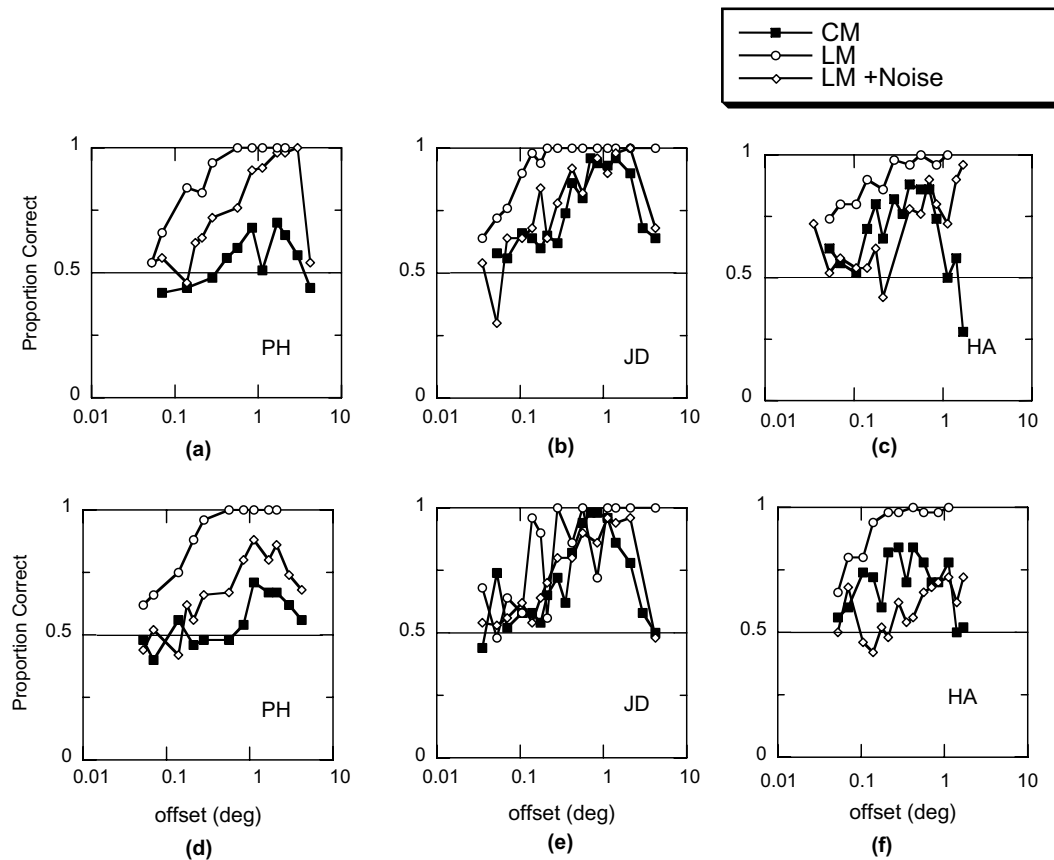 CM
LM
LM +Noise
1
0.5
0
Proportion Correct
PH
0.01 0.1 1 10
(a)
1
0.5
0
JD
0.01 0.1 1 10
(b)
1
0.5
0
HA
0.01 0.1 1 10
(c)
1
0.5
0
Proportion Correct
PH
0.01 0.1 1 10
offset (deg)
(d)
1
0.5
0
JD
0.01 0.1 1 10
offset (deg)
(e)
1
0.5
0
HA
0.01 0.1 1 10
offset (deg)
(f)